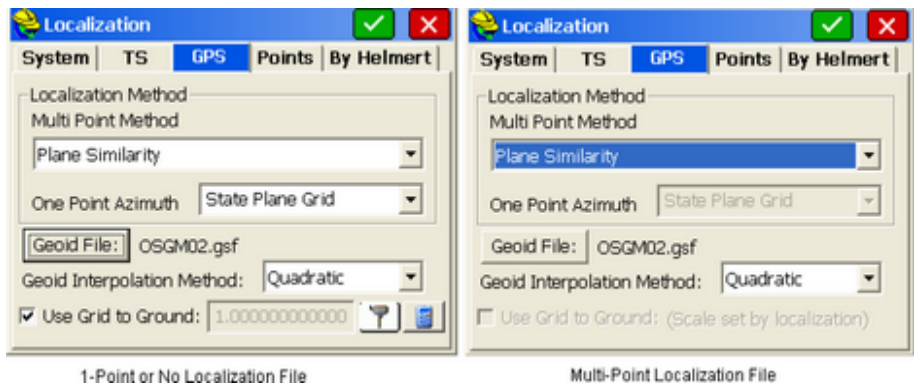 Localization
System TS GPS Points By Helmert
Localization Method
Multi Point Method
Plane Similarity
One Point Azimuth State Plane Grid
Geoid File: OSGM02.gsf
Geoid Interpolation Method: Quadratic
Use Grid to Ground: 1.000000000000
1-Point or No Localization File
Localization
System TS GPS Points By Helmert
Localization Method
Multi Point Method
Plane Similarity
One Point Azimuth State Plane Grid
Geoid File: OSGM02.gsf
Geoid Interpolation Method: Quadratic
Use Grid to Ground: (Scale set by localization)
Multi-Point Localization File